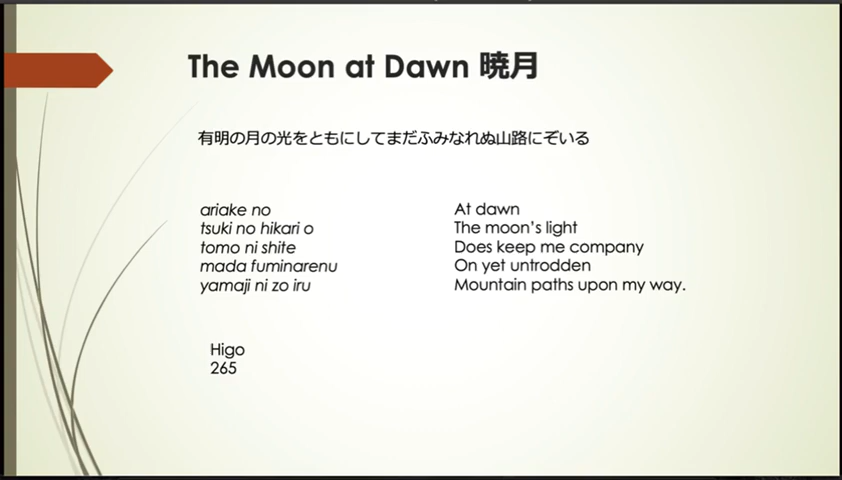 The Moon at Dawn 暁月
有明の月の光をともにしてまだふみなれぬ山路にぞいる
ariake no
tsuki no hikari o
tomo ni shite
mada fuminarenu
yamaji ni zo iru
At dawn
The moon's light
Does keep me company
On yet untrodden
Mountain paths upon my way.
Higo
265